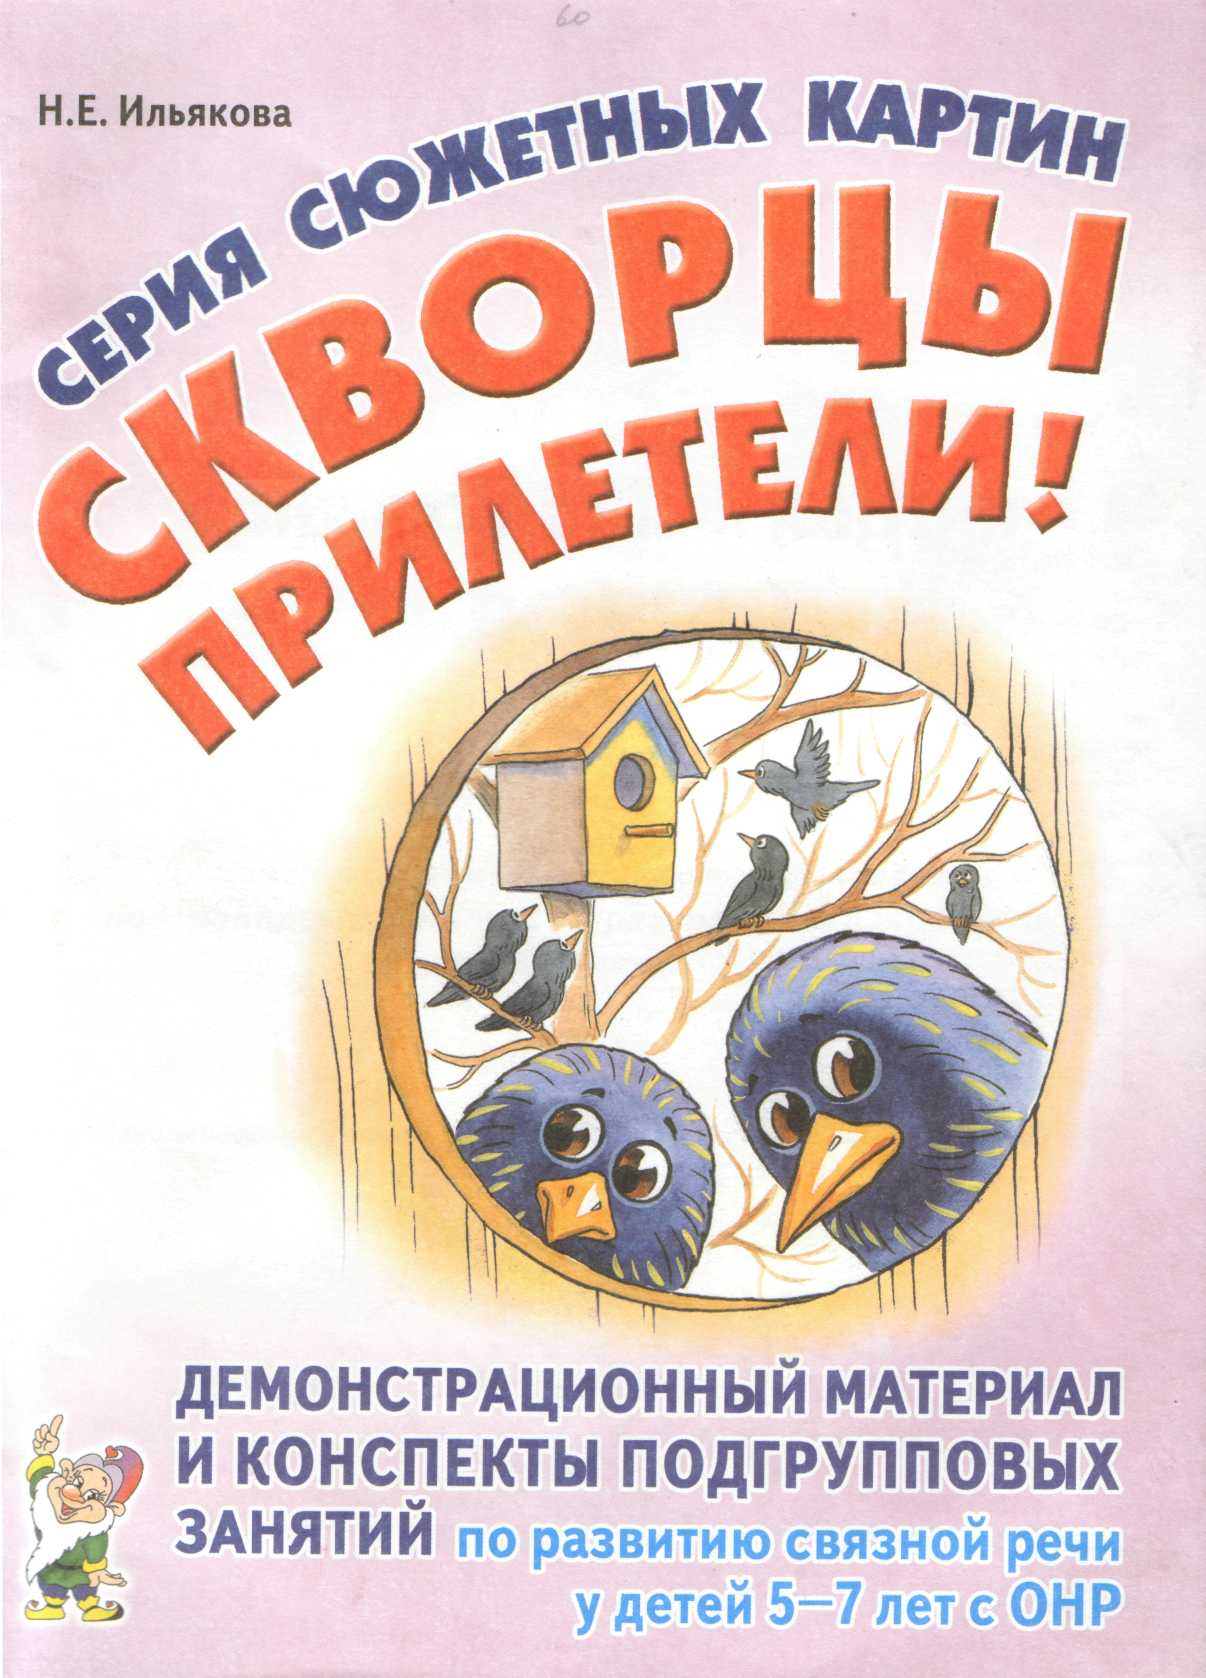 60
Н.Е. Ильякова
СЕРИЯ СЮЖЕТНЫХ КАРТИН
СКВОРЦЫ
ПРИЛЕТЕЛИ!
ДЕМОНСТРАЦИОННЫЙ МАТЕРИАЛ
И КОНСПЕКТЫ ПОДГРУППОВЫХ
ЗАНЯТИЙ по развитию связной речи
у детей 5–7 лет с ОНР